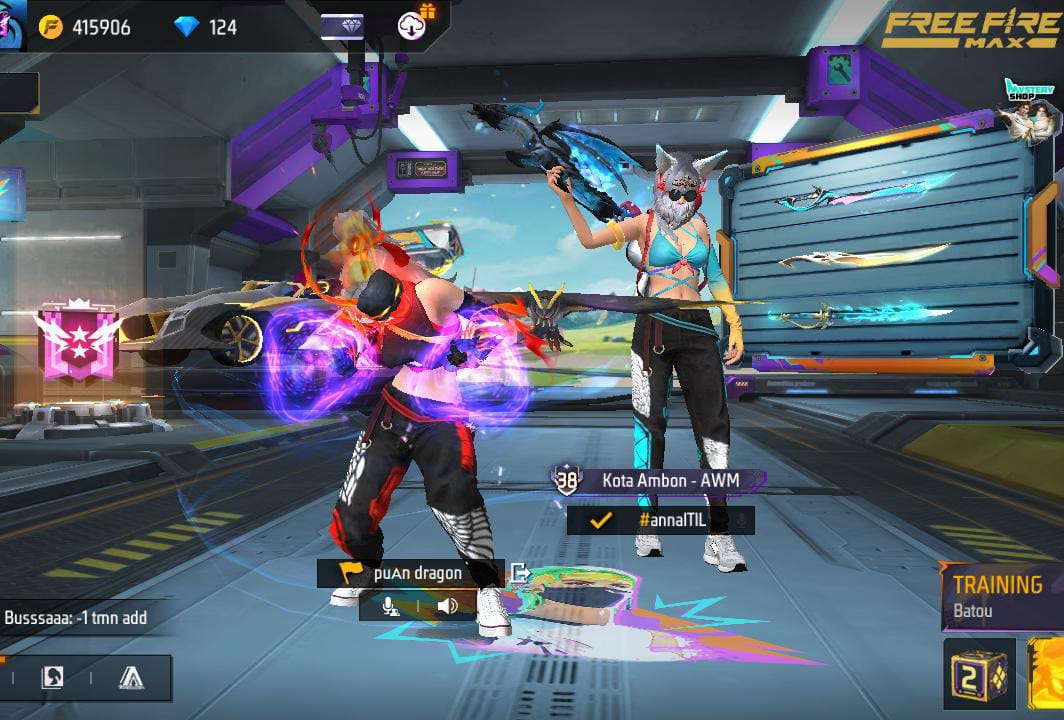 415906
124
FREE FIRE
MAX
MYSTERY
SHOP
38 Kota Ambon - AWM
#annaITIL
puAn dragon
Busssaaa: -1 tmn add
TRAINING
Batou
2